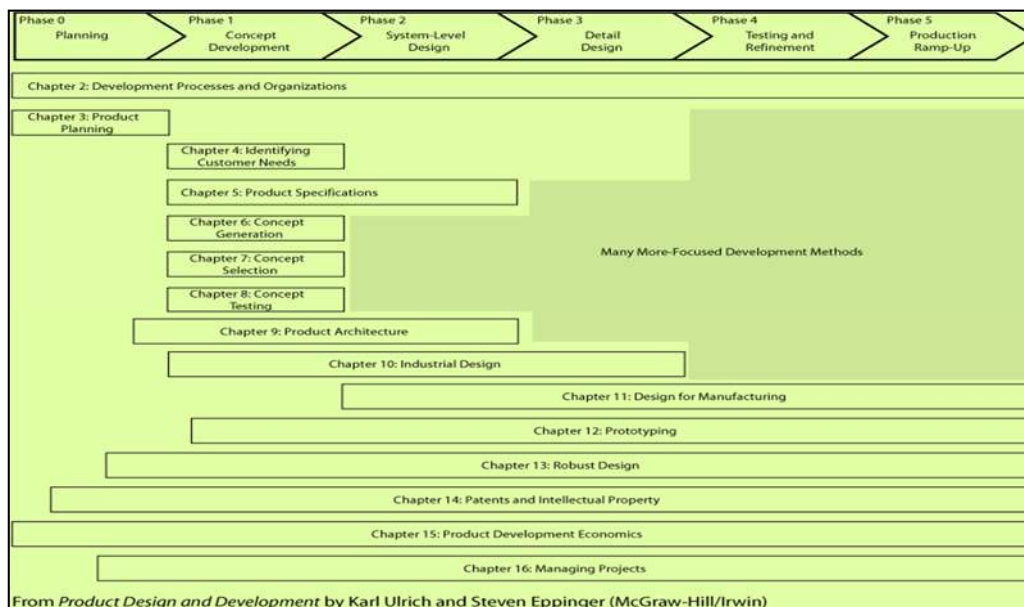 Phase 0
Planning
Phase 1
Concept
Development
Phase 2
System-Level
Design
Phase 3
Detail
Design
Phase 4
Testing and
Refinement
Phase 5
Production
Ramp-Up
Chapter 2: Development Processes and Organizations
Chapter 3: Product
Planning
Chapter 4: Identifying
Customer Needs
Chapter 5: Product Specifications
Chapter 6: Concept
Generation
Chapter 7: Concept
Selection
Chapter 8: Concept
Testing
Many More-Focused Development Methods
Chapter 9: Product Architecture
Chapter 10: Industrial Design
Chapter 11: Design for Manufacturing
Chapter 12: Prototyping
Chapter 13: Robust Design
Chapter 14: Patents and Intellectual Property
Chapter 15: Product Development Economics
Chapter 16: Managing Projects
From Product Design and Development by Karl Ulrich and Steven Eppinger (McGraw-Hill/Irwin)